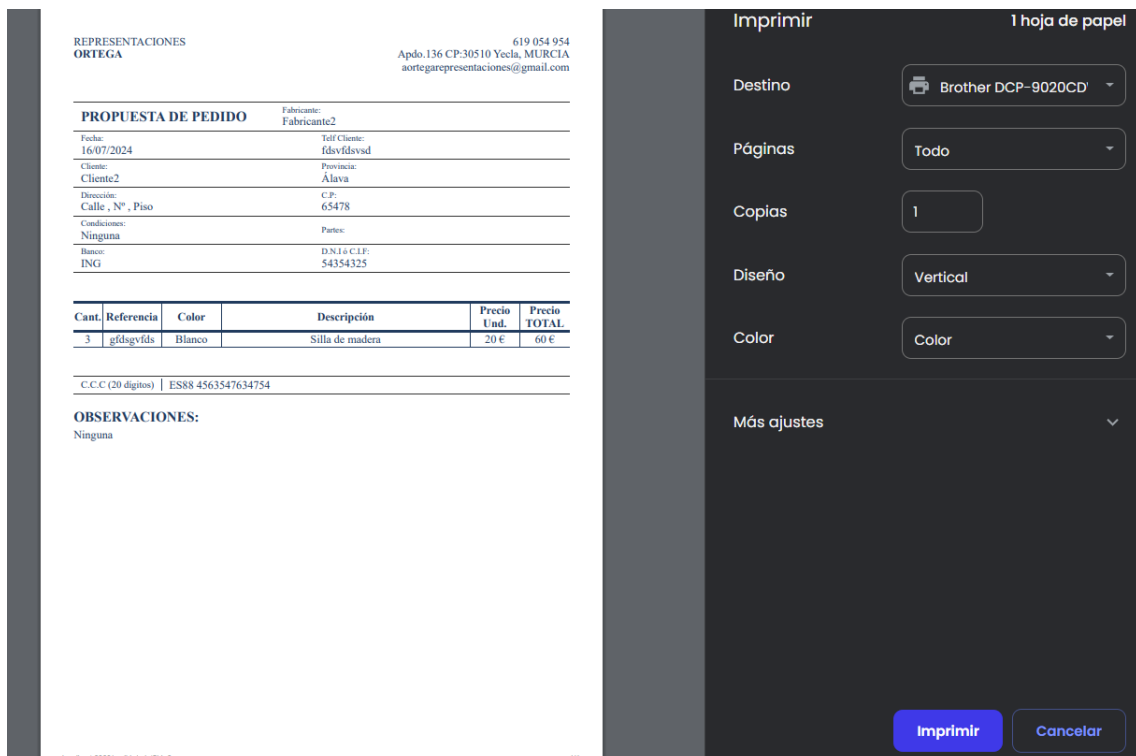 REPRESENTACIONES
ORTEGA
619 054 954
Apdo.136 CP:30510 Yecla, MURCIA
aortegarepresentaciones@gmail.com
PROPUESTA DE PEDIDO
Fabricante:
Fabricante2
Fecha:
16/07/2024
Telf Cliente:
fdsvfdsvsd
Cliente:
Cliente2
Provincia:
Álava
Dirección:
Calle , Nº , Piso
C.P:
65478
Condiciones:
Ninguna
Partes:
Banco:
ING
D.N.I ò C.I.F:
54354325
Cant. Referencia Color Descripción Precio Und. Precio TOTAL
3 gfdsgvfds Blanco Silla de madera 20 € 60 €
C.C.C (20 digitos) ES88 4563547634754
OBSERVACIONES:
Ninguna
Imprimir 1 hoja de papel
Destino Brother DCP-9020CD
Páginas Todo
Copias 1
Diseño Vertical
Color Color
Más ajustes
Imprimir Cancelar